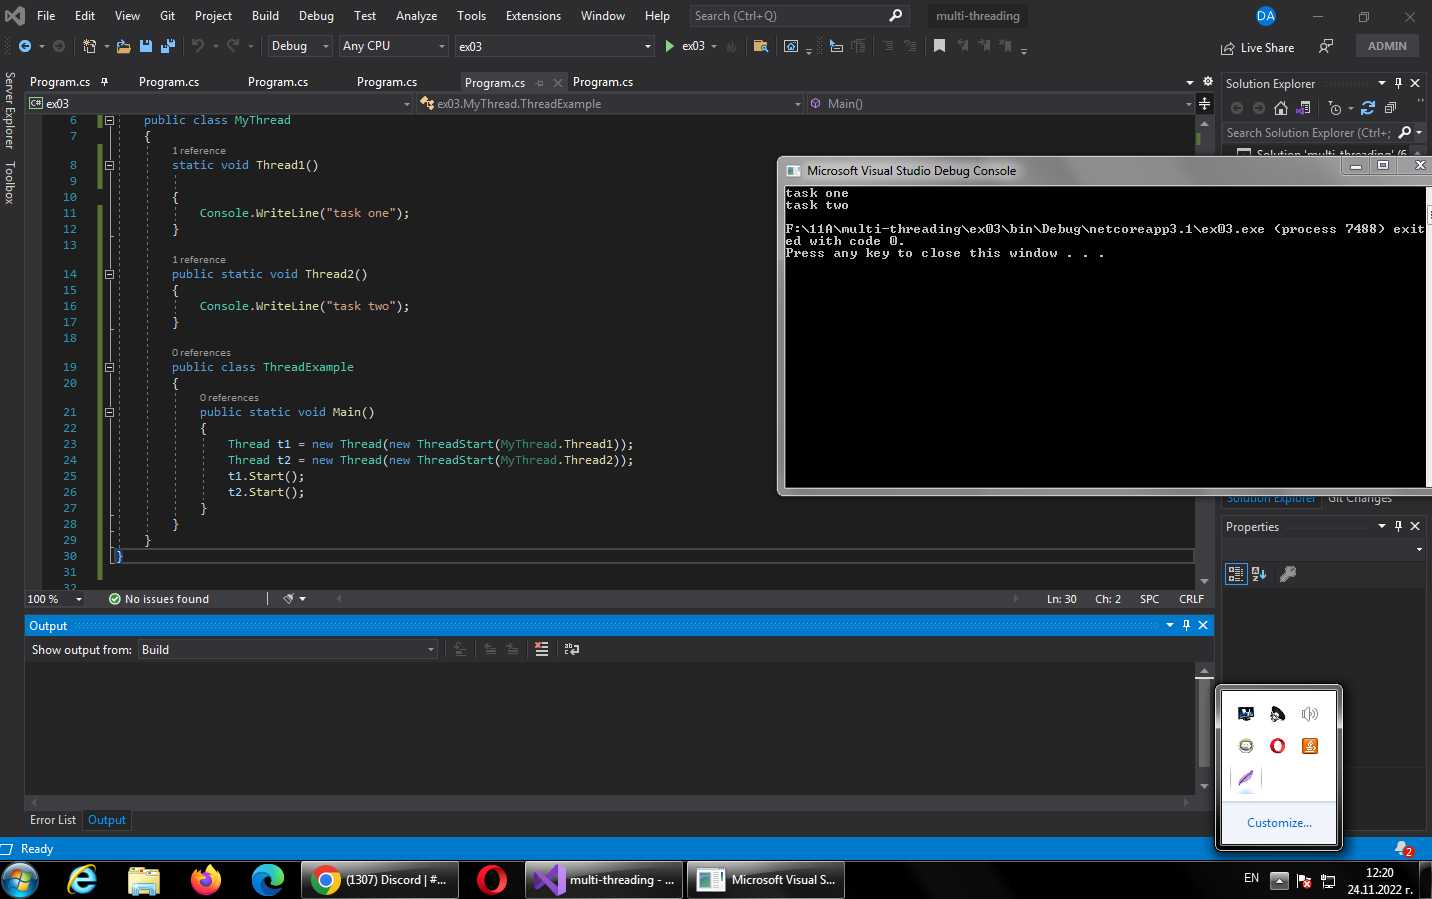 File Edit View Git Project Build Debug Test Analyze Tools Extensions Window Help Search (Ctrl+Q) multi-threading DA
Debug Any CPU ex03 ex03 Live Share ADMIN
Program.cs Program.cs Program.cs Program.cs Program.cs Program.cs
ex03 ex03.MyThread.ThreadExample Main()
Server Explorer
Toolbox
6 public class MyThread
7 {
1 reference
8 static void Thread1()
9
10 {
11 Console.WriteLine("task one");
12 }
13
1 reference
14 public static void Thread2()
15 {
16 Console.WriteLine("task two");
17 }
18
0 references
19 public class ThreadExample
20 {
0 references
21 public static void Main()
22 {
23 Thread t1 = new Thread(new ThreadStart(MyThread.Thread1));
24 Thread t2 = new Thread(new ThreadStart(MyThread.Thread2));
25 t1.Start();
26 t2.Start();
27 }
28 }
29 }
30 }
31
32
100 % No issues found Ln: 30 Ch: 2 SPC CRLF
Solution Explorer
Search Solution Explorer (Ctrl+;
Solution 'multi-threading' (6
Microsoft Visual Studio Debug Console
task one
task two
F:\11A\multi-threading\ex03\bin\Debug\netcoreapp3.1\ex03.exe (process 7488) exit
ed with code 0.
Press any key to close this window . . .
Solution Explorer Git Changes
Properties
Output
Show output from: Build
Error List Output
Customize...
Ready 2
(1307) Discord | #... multi-threading - ... Microsoft Visual S... EN 12:20
24.11.2022 г.